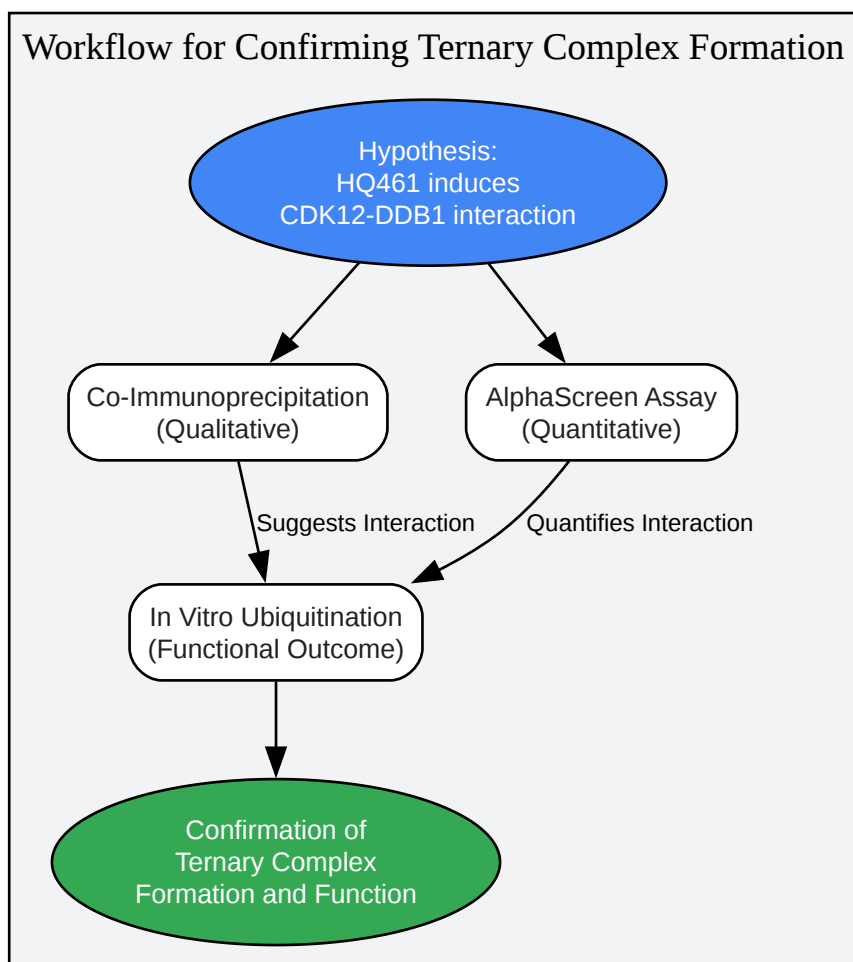 Workflow for Confirming Ternary Complex Formation
Hypothesis:
HQ461 induces
CDK12-DDB1 interaction
Co-Immunoprecipitation
(Qualitative)
AlphaScreen Assay
(Quantitative)
Suggests Interaction
Quantifies Interaction
In Vitro Ubiquitination
(Functional Outcome)
Confirmation of
Ternary Complex
Formation and Function